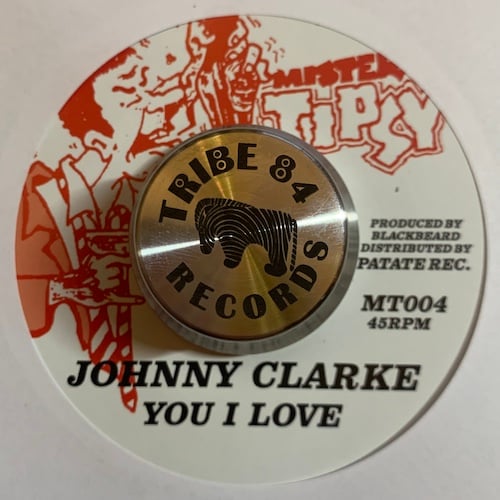 MISTER
TIPSY
TRIBE 84
RECORDS
PRODUCED BY
BLACKBEARD
DISTRIBUTED BY
PATATE REC.
MT004
45RPM
JOHNNY CLARKE
YOU I LOVE